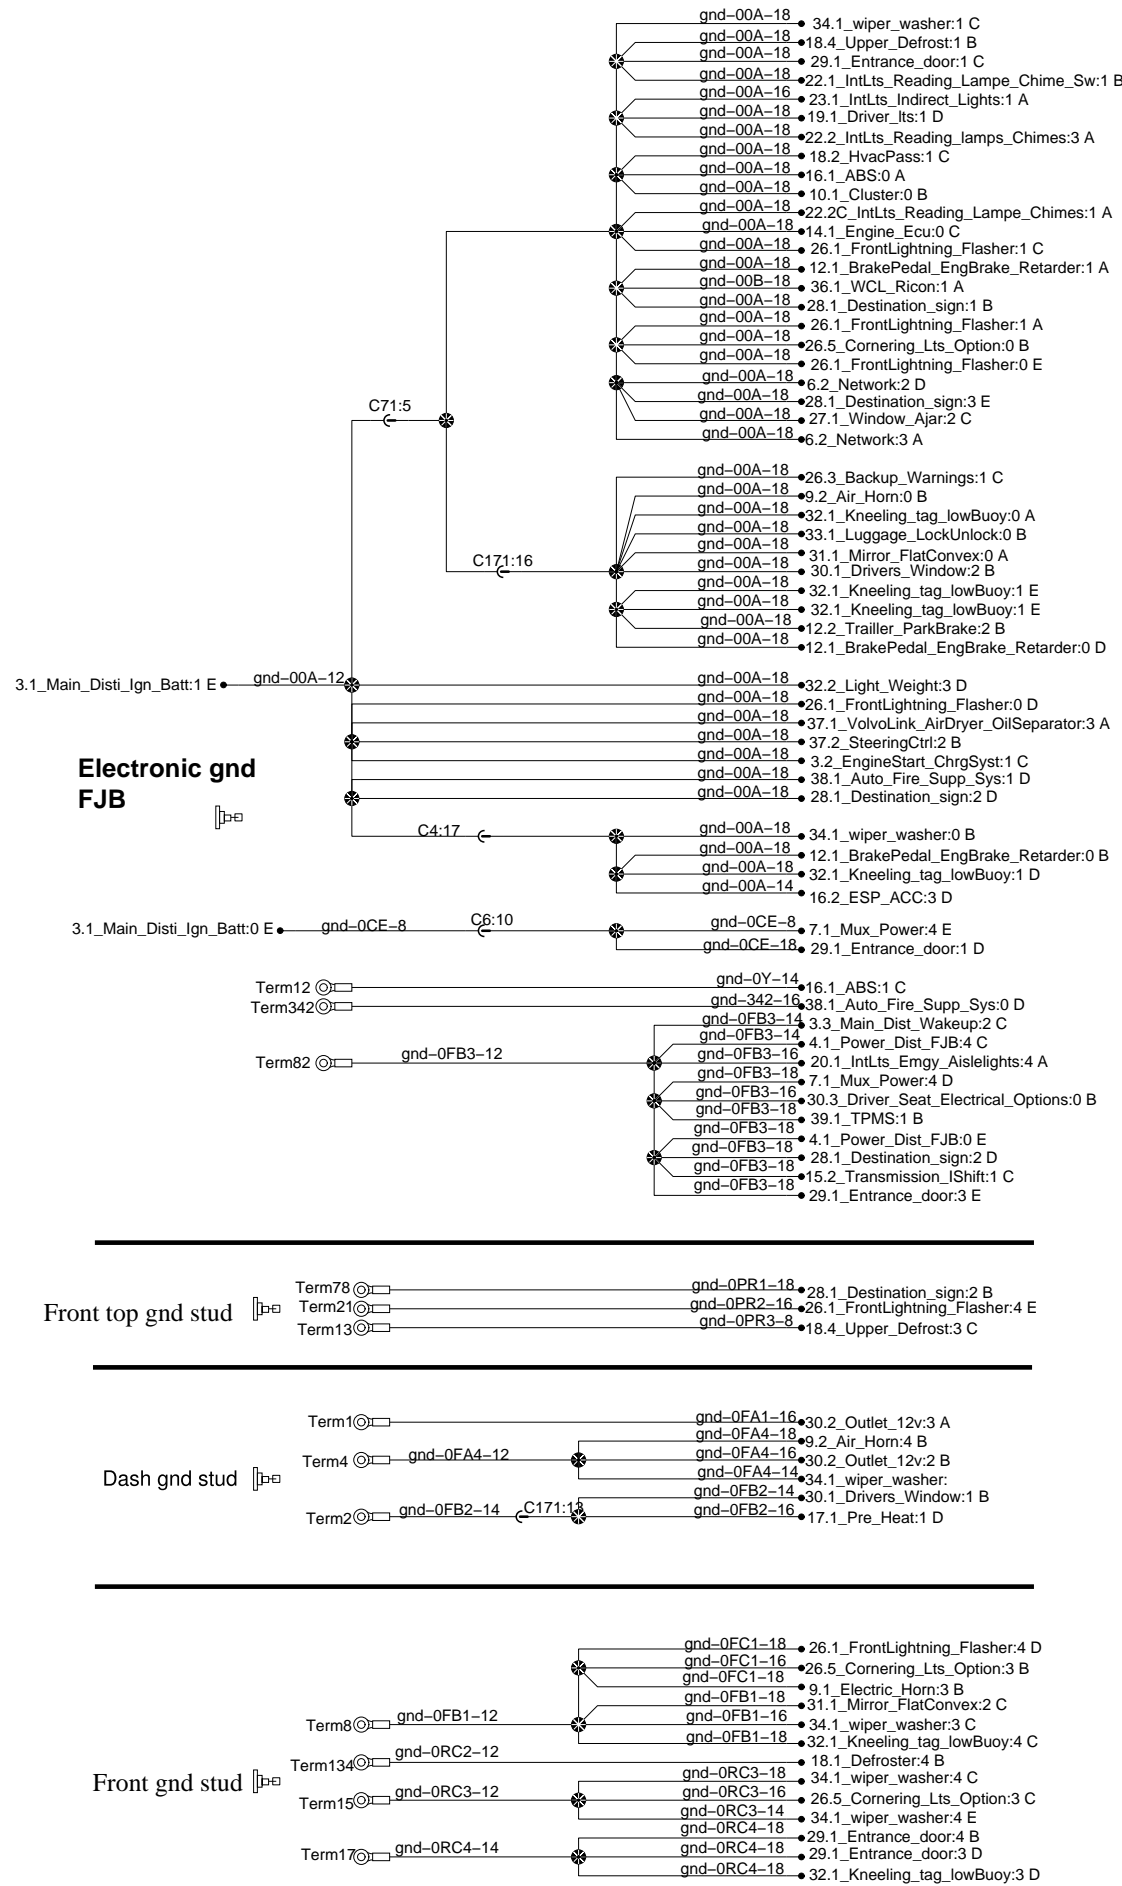 gnd-00A-18 34.1_wiper_washer:1 C
gnd-00A-18 18.4_Upper_Defrost:1 B
gnd-00A-18 29.1_Entrance_door:1 C
gnd-00A-18 22.1_IntLts_Reading_Lampe_Chime_Sw:1 B
gnd-00A-16 23.1_IntLts_Indirect_Lights:1 A
gnd-00A-18 19.1_Driver_lts:1 D
gnd-00A-18 22.2_IntLts_Reading_lamps_Chimes:3 A
gnd-00A-18 18.2_HvacPass:1 C
gnd-00A-18 16.1_ABS:0 A
gnd-00A-18 10.1_Cluster:0 B
gnd-00A-18 22.2C_IntLts_Reading_Lampe_Chimes:1 A
gnd-00A-18 14.1_Engine_Ecu:0 C
gnd-00A-18 26.1_FrontLightning_Flasher:1 C
gnd-00A-18 12.1_BrakePedal_EngBrake_Retarder:1 A
gnd-00B-18 36.1_WCL_Ricon:1 A
gnd-00A-18 28.1_Destination_sign:1 B
gnd-00A-18 26.1_FrontLightning_Flasher:1 A
gnd-00A-18 26.5_Cornering_Lts_Option:0 B
gnd-00A-18 26.1_FrontLightning_Flasher:0 E
gnd-00A-18 6.2_Network:2 D
gnd-00A-18 28.1_Destination_sign:3 E
C71:5
gnd-00A-18 27.1_Window_Ajar:2 C
gnd-00A-18 6.2_Network:3 A
gnd-00A-18 26.3_Backup_Warnings:1 C
gnd-00A-18 9.2_Air_Horn:0 B
gnd-00A-18 32.1_Kneeling_tag_lowBuoy:0 A
gnd-00A-18 33.1_Luggage_LockUnlock:0 B
gnd-00A-18 31.1_Mirror_FlatConvex:0 A
C171:16
gnd-00A-18 30.1_Drivers_Window:2 B
gnd-00A-18 32.1_Kneeling_tag_lowBuoy:1 E
gnd-00A-18 32.1_Kneeling_tag_lowBuoy:1 E
gnd-00A-18 12.2_Trailler_ParkBrake:2 B
gnd-00A-18 12.1_BrakePedal_EngBrake_Retarder:0 D
3.1_Main_Disti_Ign_Batt:1 E gnd-00A-12 gnd-00A-18 32.2_Light_Weight:3 D
gnd-00A-18 26.1_FrontLightning_Flasher:0 D
gnd-00A-18 37.1_VolvoLink_AirDryer_OilSeparator:3 A
gnd-00A-18 37.2_SteeringCtrl:2 B
gnd-00A-18 3.2_EngineStart_ChrgSyst:1 C
Electronic gnd
FJB
gnd-00A-18 38.1_Auto_Fire_Supp_Sys:1 D
gnd-00A-18 28.1_Destination_sign:2 D
C4:17 gnd-00A-18 34.1_wiper_washer:0 B
gnd-00A-18 12.1_BrakePedal_EngBrake_Retarder:0 B
gnd-00A-18 32.1_Kneeling_tag_lowBuoy:1 D
gnd-00A-14 16.2_ESP_ACC:3 D
3.1_Main_Disti_Ign_Batt:0 E gnd-0CE-8 C6:10 gnd-0CE-8 7.1_Mux_Power:4 E
gnd-0CE-18 29.1_Entrance_door:1 D
Term12 gnd-0Y-14 16.1_ABS:1 C
Term342 gnd-342-16 38.1_Auto_Fire_Supp_Sys:0 D
gnd-0FB3-14 3.3_Main_Dist_Wakeup:2 C
gnd-0FB3-14 4.1_Power_Dist_FJB:4 C
Term82 gnd-0FB3-12 gnd-0FB3-16 20.1_IntLts_Emgy_Aislelights:4 A
gnd-0FB3-18 7.1_Mux_Power:4 D
gnd-0FB3-16 30.3_Driver_Seat_Electrical_Options:0 B
gnd-0FB3-18 39.1_TPMS:1 B
gnd-0FB3-18 4.1_Power_Dist_FJB:0 E
gnd-0FB3-18 28.1_Destination_sign:2 D
gnd-0FB3-18 15.2_Transmission_IShift:1 C
gnd-0FB3-18 29.1_Entrance_door:3 E
Front top gnd stud
Term78 gnd-0PR1-18 28.1_Destination_sign:2 B
Term21 gnd-0PR2-16 26.1_FrontLightning_Flasher:4 E
Term13 gnd-0PR3-8 18.4_Upper_Defrost:3 C
Dash gnd stud
Term1 gnd-0FA1-16 30.2_Outlet_12v:3 A
gnd-0FA4-18 9.2_Air_Horn:4 B
Term4 gnd-0FA4-12 gnd-0FA4-16 30.2_Outlet_12v:2 B
gnd-0FA4-14 34.1_wiper_washer:
gnd-0FB2-14 30.1_Drivers_Window:1 B
Term2 gnd-0FB2-14 C171:13 gnd-0FB2-16 17.1_Pre_Heat:1 D
Front gnd stud
gnd-0FC1-18 26.1_FrontLightning_Flasher:4 D
gnd-0FC1-16 26.5_Cornering_Lts_Option:3 B
gnd-0FC1-18 9.1_Electric_Horn:3 B
gnd-0FB1-18 31.1_Mirror_FlatConvex:2 C
Term8 gnd-0FB1-12 gnd-0FB1-16 34.1_wiper_washer:3 C
gnd-0FB1-18 32.1_Kneeling_tag_lowBuoy:4 C
Term134 gnd-0RC2-12 18.1_Defroster:4 B
gnd-0RC3-18 34.1_wiper_washer:4 C
Term15 gnd-0RC3-12 gnd-0RC3-16 26.5_Cornering_Lts_Option:3 C
gnd-0RC3-14 34.1_wiper_washer:4 E
gnd-0RC4-18 29.1_Entrance_door:4 B
Term17 gnd-0RC4-14 gnd-0RC4-18 29.1_Entrance_door:3 D
gnd-0RC4-18 32.1_Kneeling_tag_lowBuoy:3 D